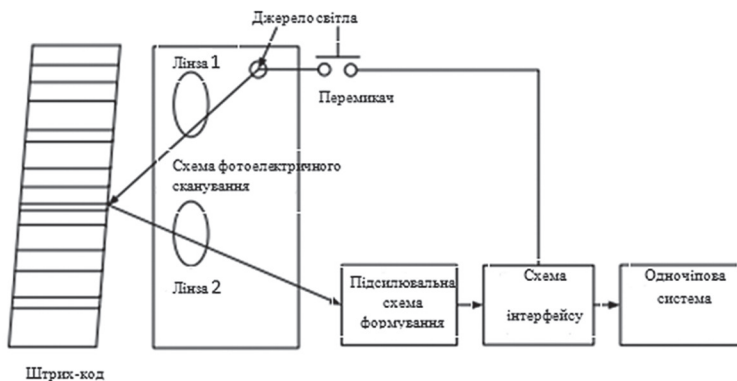 Джерело світла
Лінза 1
Перемикач
Схема фотоелектричного
сканування
Лінза 2
Підсилювальна
схема
формування
Схема
інтерфейсу
Одночіпова
система
Штрих-код